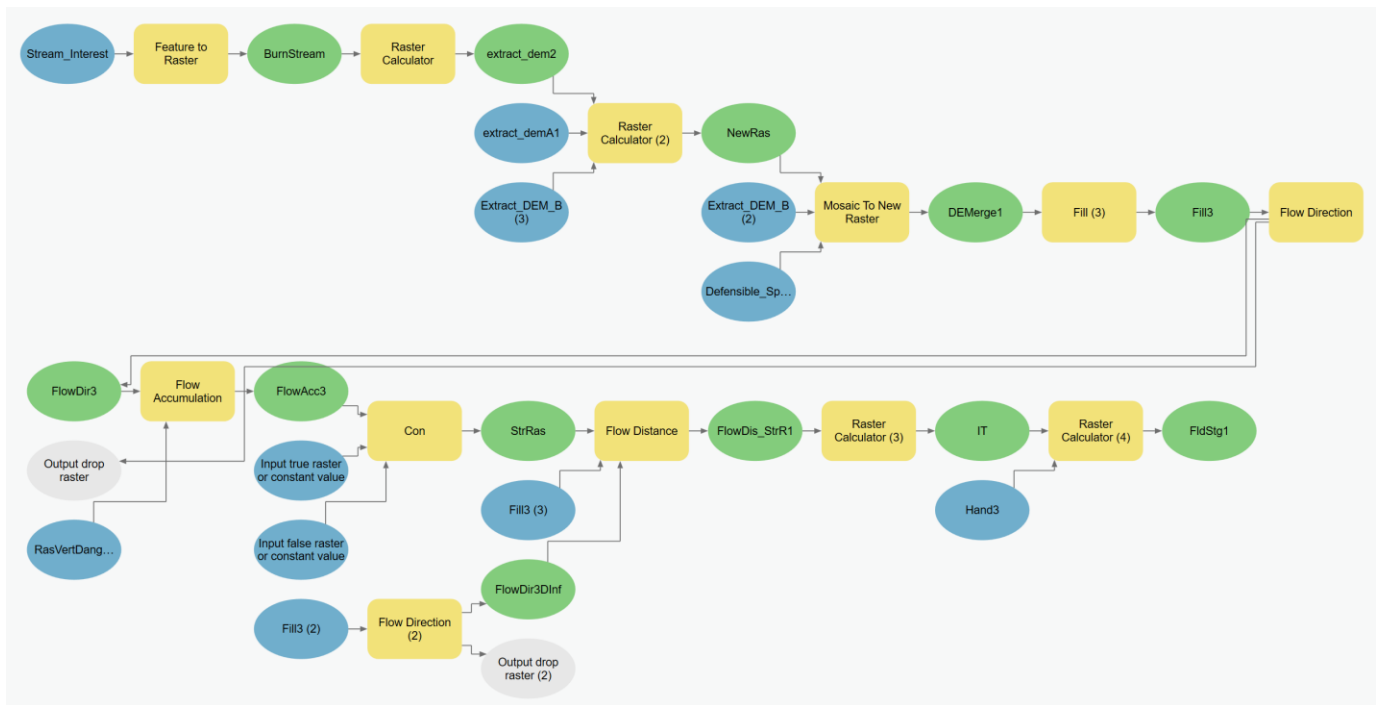 Stream_Interest
Feature to
Raster
BurnStream
Raster
Calculator
extract_dem2
extract_demA1
Raster
Calculator (2)
NewRas
Extract_DEM_B
(3)
Extract_DEM_B
(2)
Mosaic To New
Raster
DEMerge1
Fill (3)
Fill3
Flow Direction
Defensible_Sp...
FlowDir3
Flow
Accumulation
FlowAcc3
Con
StrRas
Flow Distance
FlowDis_StrR1
Raster
Calculator (3)
IT
Raster
Calculator (4)
FldStg1
Output drop
raster
Input true raster
or constant value
Fill3 (3)
Hand3
RasVertDang...
Input false raster
or constant value
FlowDir3DInf
Fill3 (2)
Flow Direction
(2)
Output drop
raster (2)